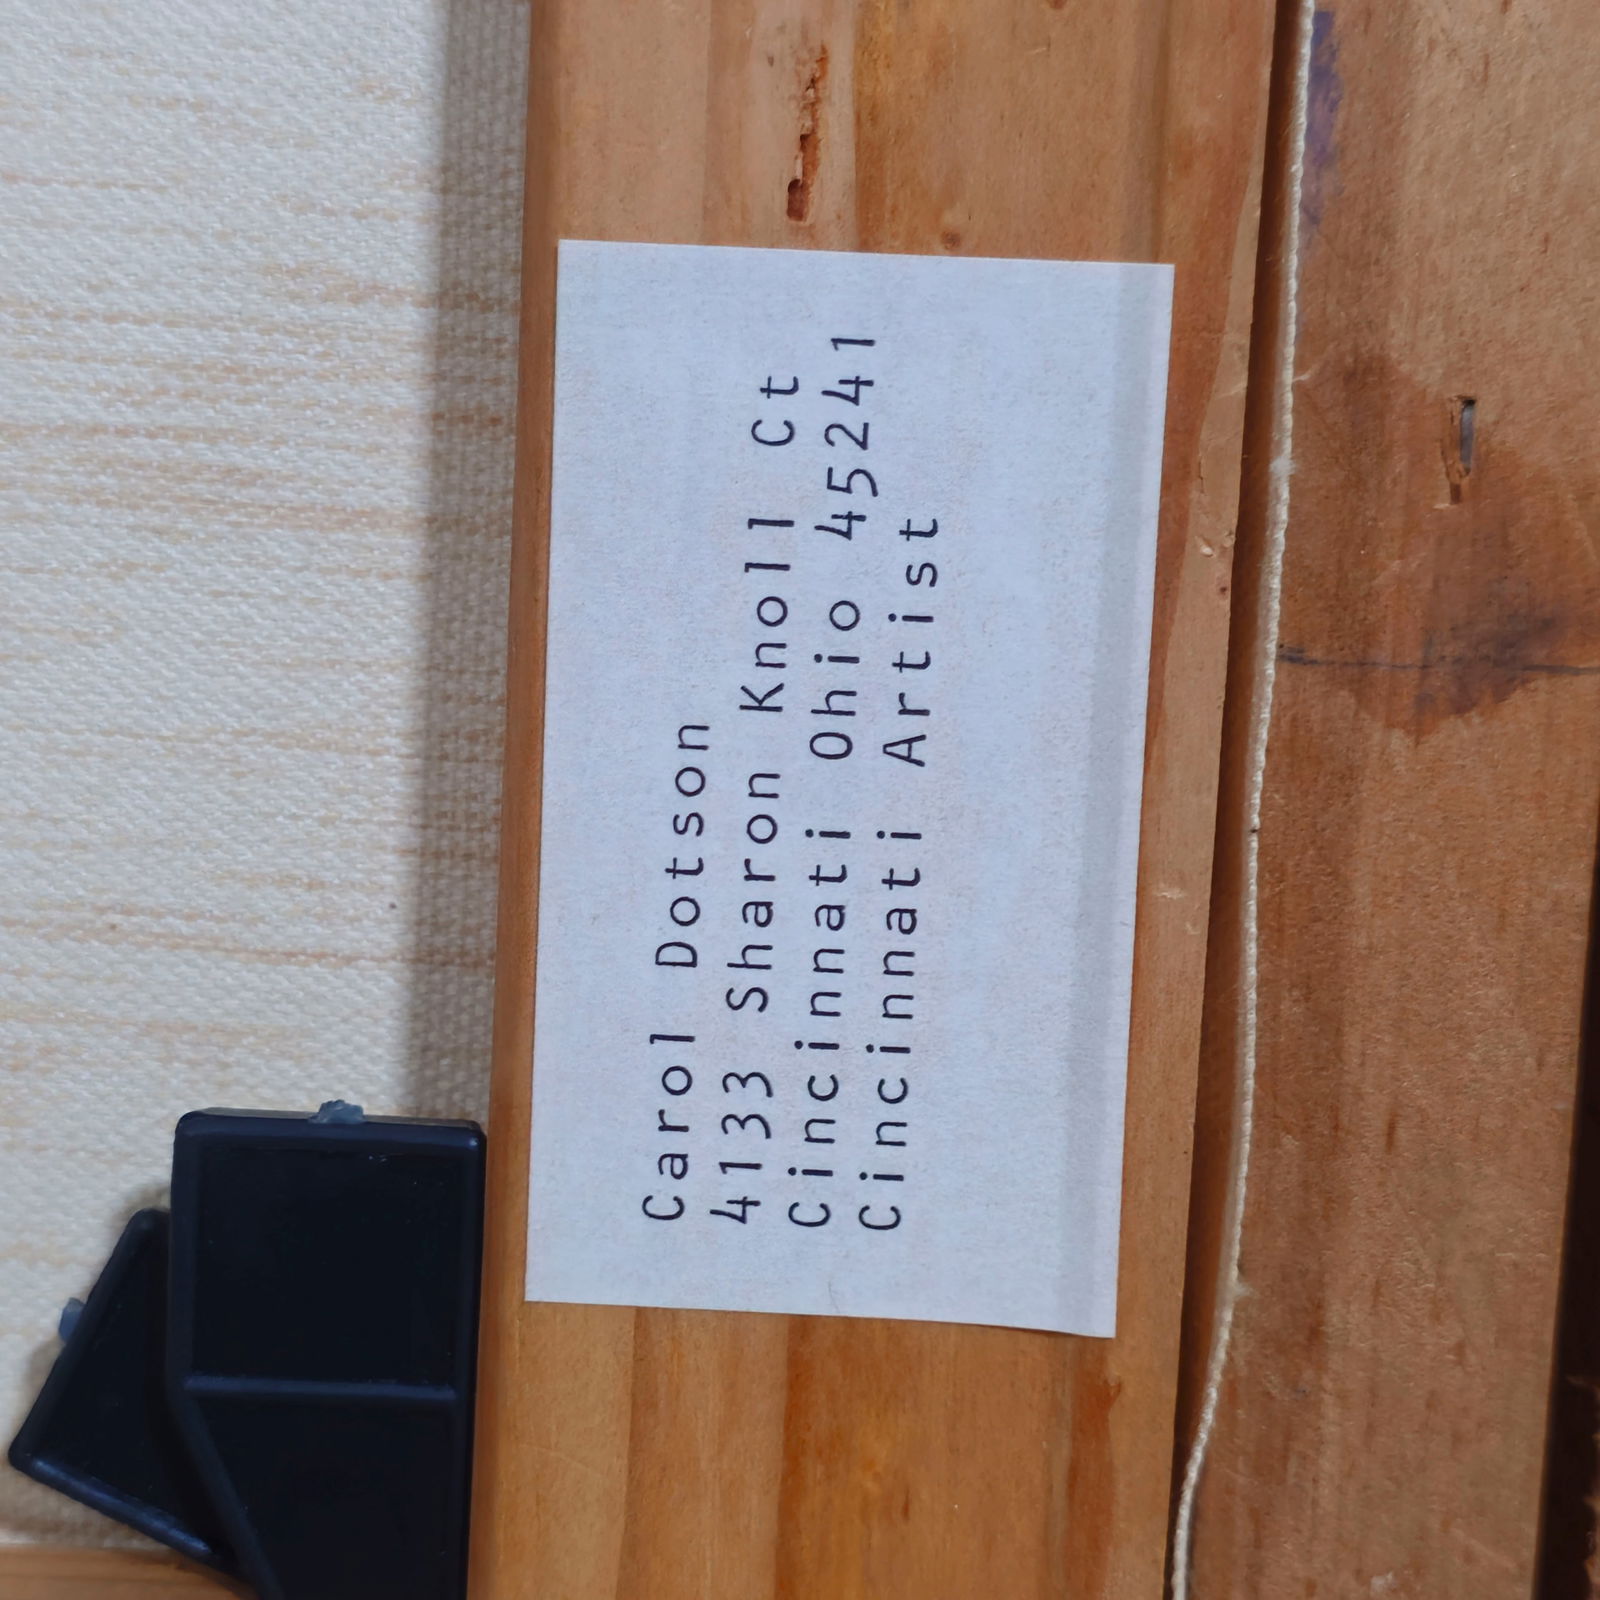 Carol Dotson
4133 Sharon Knoll Ct
Cincinnati Ohio 45241
Cincinnati Artist